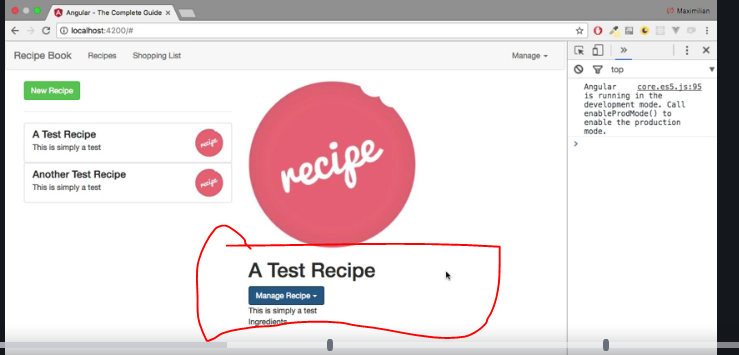 Angular - The Complete Guide
Maximilian
localhost:4200/#
Recipe Book
Recipes
Shopping List
Manage
New Recipe
A Test Recipe
This is simply a test
recipe
Another Test Recipe
This is simply a test
recipe
recipe
A Test Recipe
Manage Recipe
This is simply a test
Ingredients
top
Angular core.es5.js:95
is running in the
development mode. Call
enableProdMode() to
enable the production
mode.